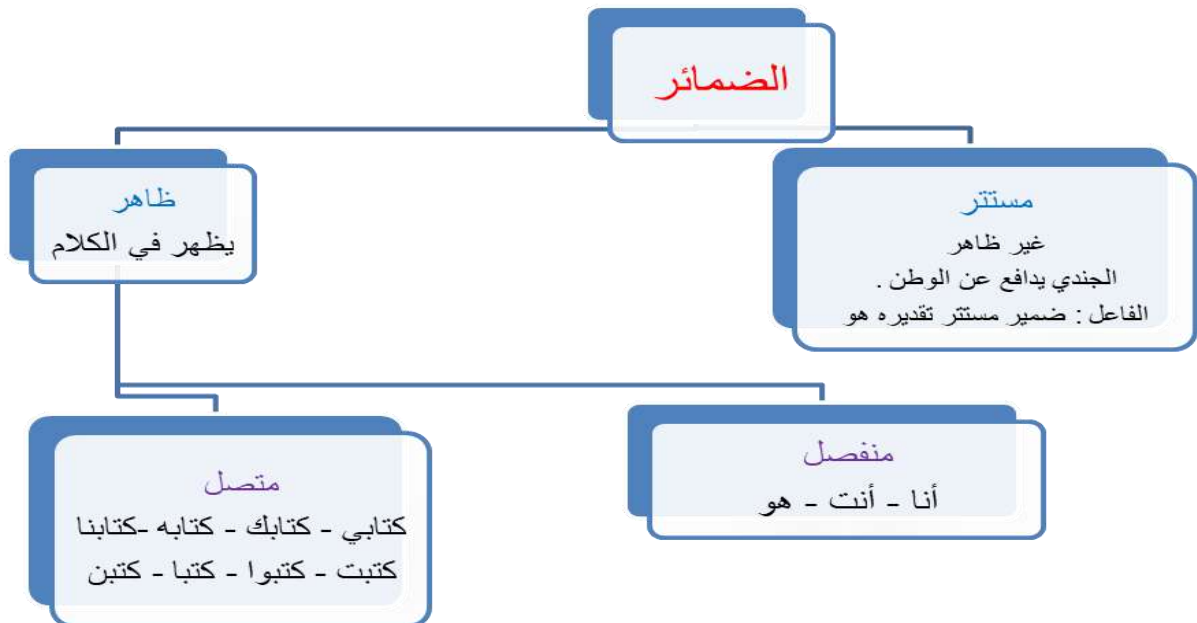 الضمائر
مستتر
غير ظاهر
الجندي يدافع عن الوطن .
الفاعل : ضمير مستتر تقديره هو
ظاهر
يظهر في الكلام
منفصل
أنا - أنت - هو
متصل
كتابي - كتابك - كتابه -كتابنا
كتبت - كتبوا - كتبا - كتبن